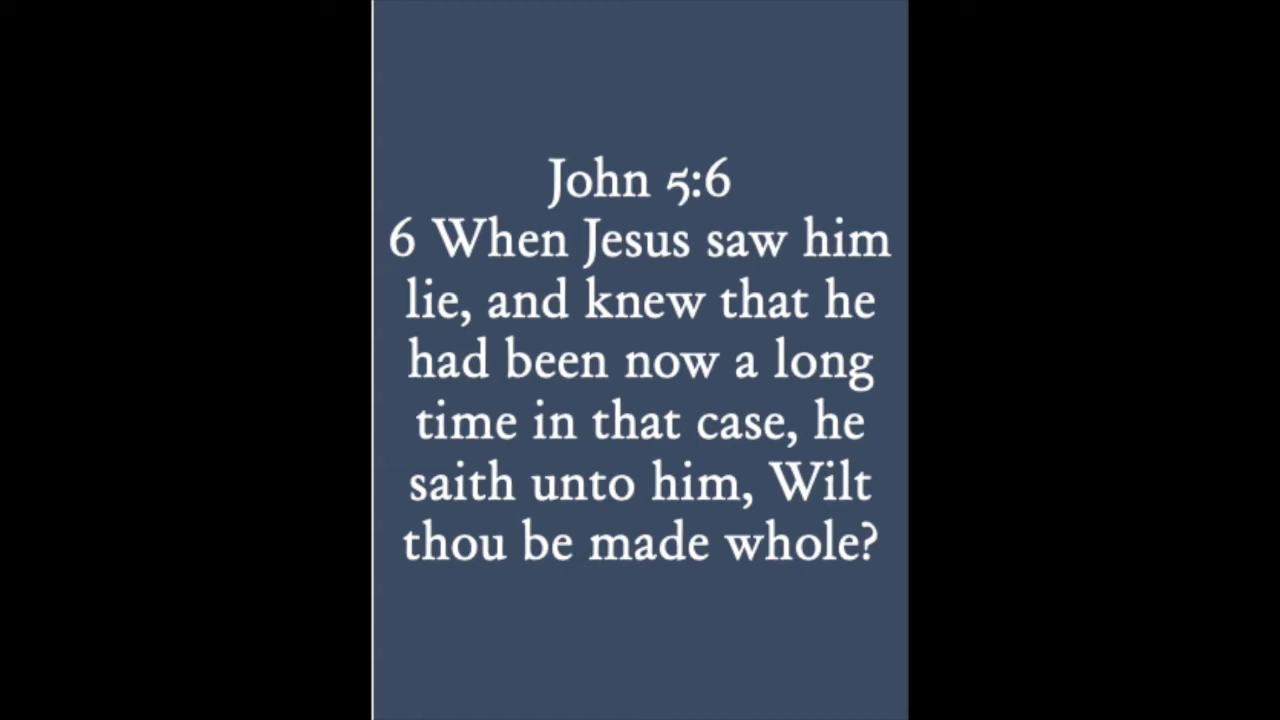 John 5:6
6 When Jesus saw him
lie, and knew that he
had been now a long
time in that case, he
saith unto him, Wilt
thou be made whole?